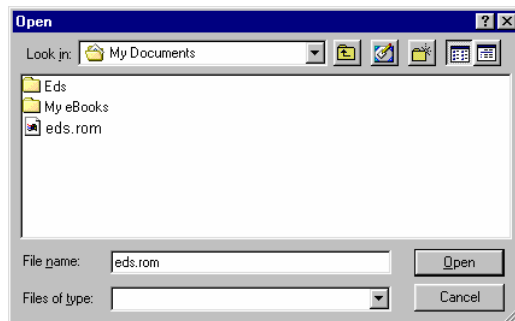 Open
Look in: My Documents
Eds
My eBooks
eds.rom
File name: eds.rom Open
Files of type: Cancel